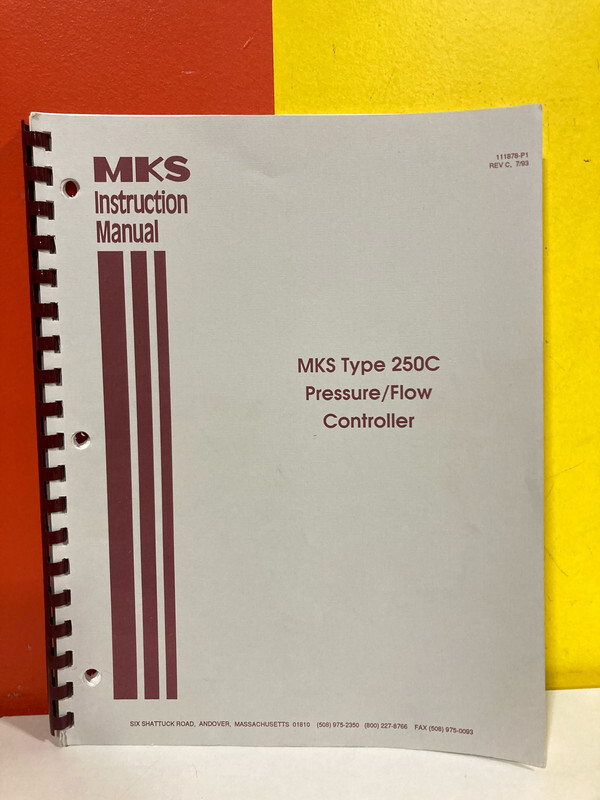 MKS
Instruction
Manual
111878-P1
REV C, 7/93
MKS Type 250C
Pressure/Flow
Controller
SIX SHATTUCK ROAD, ANDOVER, MASSACHUSETTS 01810 (508) 975-2350 (800) 227-8766 FAX (508) 975-0093